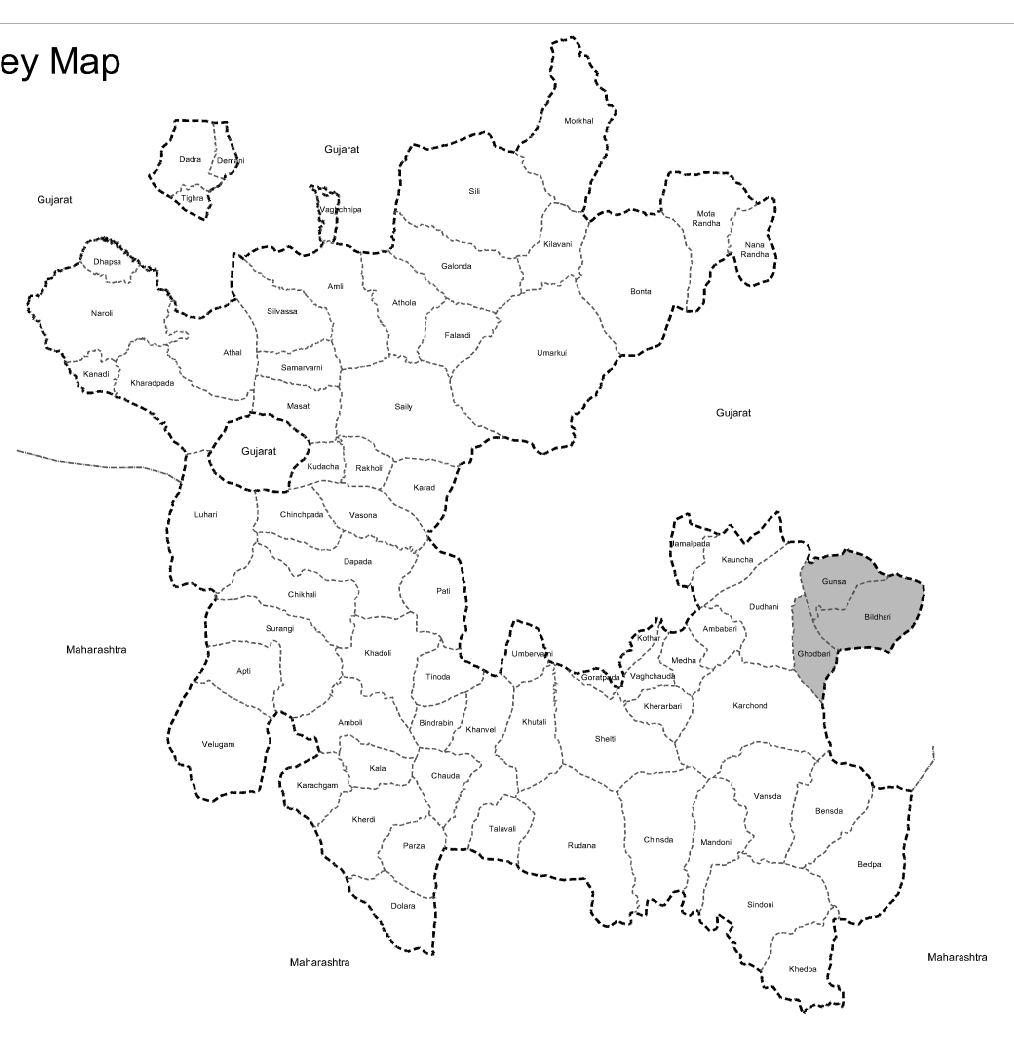 ey Map
Morkhal
Gujarat
Dadra
Demni
Tighra
Sili
Gujarat
Vaghchhipa
Mota
Randha
Kilavani
Nana
Randha
Dhapsa
Galonda
Amli
Bonta
Athola
Naroli
Silvassa
Falandi
Athal
Umarkui
Samarvarni
Kanadi
Kharadpada
Masat
Saily
Gujarat
Gujarat
Kudacha
Rakholi
Karad
Luhari
Chinchpada
Vasona
Jamalpada
Kauncha
Dapada
Gunsa
Chikhali
Pati
Dudhani
Bildhari
Surangi
Ambabari
Kothar
Maharashtra
Khadoli
Umbervarni
Ghodbari
Medha
Apti
Tinoda
Goratpada
Vaghchauda
Kherarbari
Karchond
Amboli
Bindrabin
Khanvel
Khutali
Shelti
Velugam
Kala
Chauda
Karachgam
Vansda
Bensda
Kherdi
Talavali
Parza
Rudana
Chinsda
Mandoni
Bedpa
Dolara
Sindoni
Maharashtra
Maharashtra
Khedpa